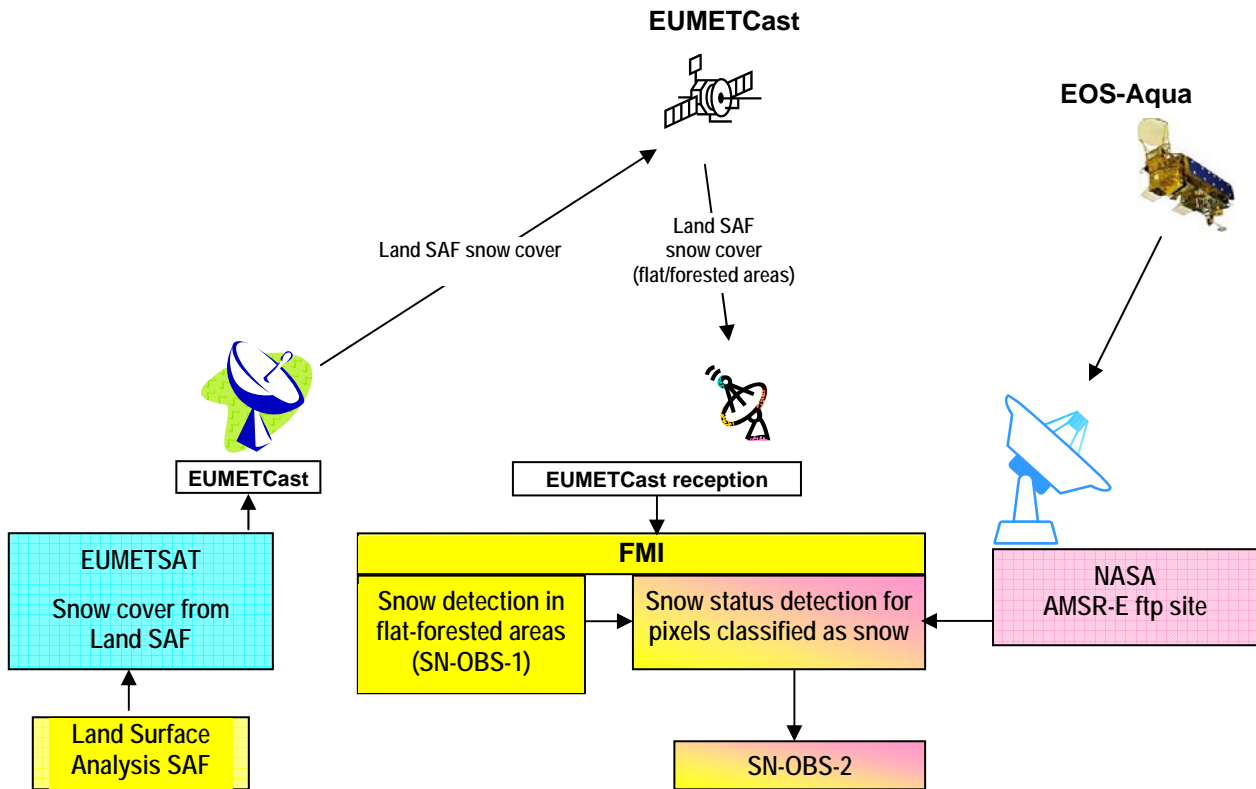 EUMETCast
EOS-Aqua
Land SAF snow cover
Land SAF
snow cover
(flat/forested areas)
EUMETCast
EUMETCast reception
EUMETSAT
Snow cover from
Land SAF
FMI
Snow detection in
flat-forested areas
(SN-OBS-1)
Snow status detection for
pixels classified as snow
NASA
AMSR-E ftp site
Land Surface
Analysis SAF
SN-OBS-2